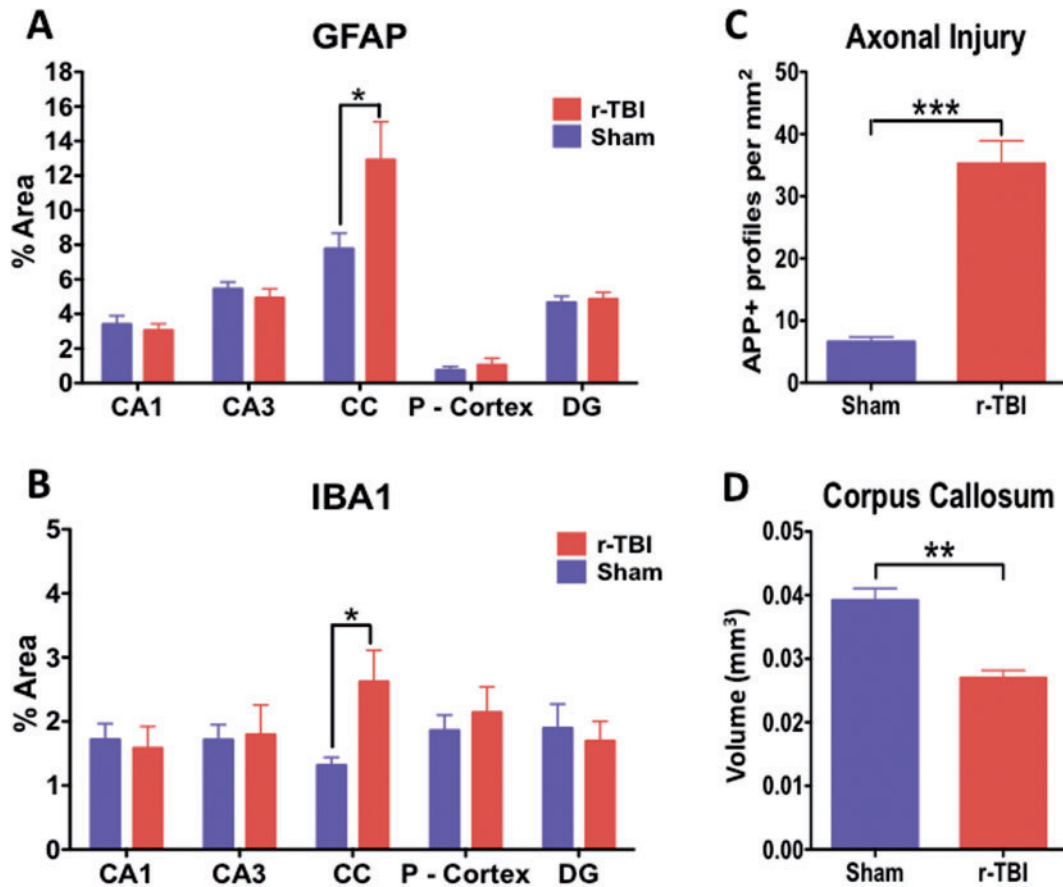 A
GFAP
18
16
14
12
10
8
6
4
2
0
% Area
*
r-TBI
Sham
CA1 CA3 CC P - Cortex DG
B
IBA1
5
4
3
2
1
0
% Area
*
r-TBI
Sham
CA1 CA3 CC P - Cortex DG
C
Axonal Injury
50
40
30
20
10
0
APP+ profiles per mm²
***
Sham r-TBI
D
Corpus Callosum
0.05
0.04
0.03
0.02
0.01
0.00
Volume (mm³)
**
Sham r-TBI